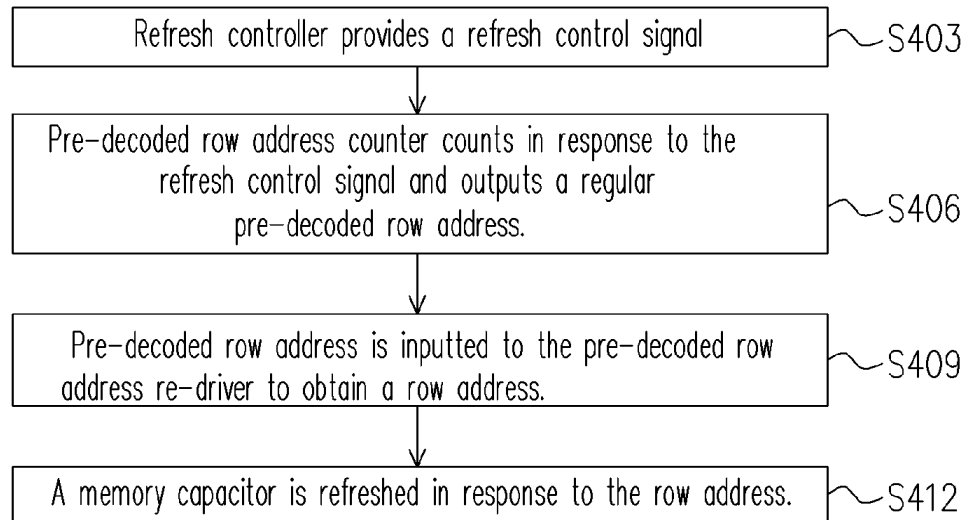 Refresh controller provides a refresh control signal
S403
Pre-decoded row address counter counts in response to the
refresh control signal and outputs a regular
pre-decoded row address.
S406
Pre-decoded row address is inputted to the pre-decoded row
address re-driver to obtain a row address.
S409
A memory capacitor is refreshed in response to the row address.
S412